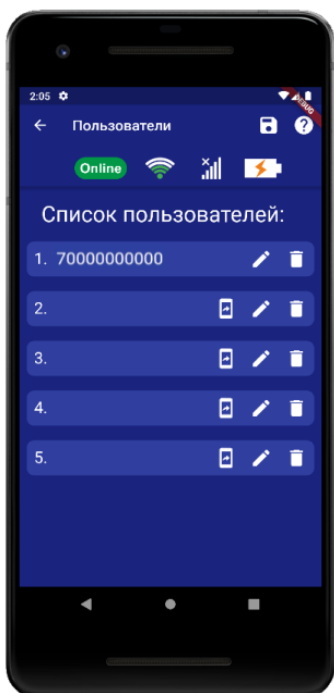 2:05
DEBUG
Пользователи
Online
Список пользователей:
1. 70000000000
2.
3.
4.
5.